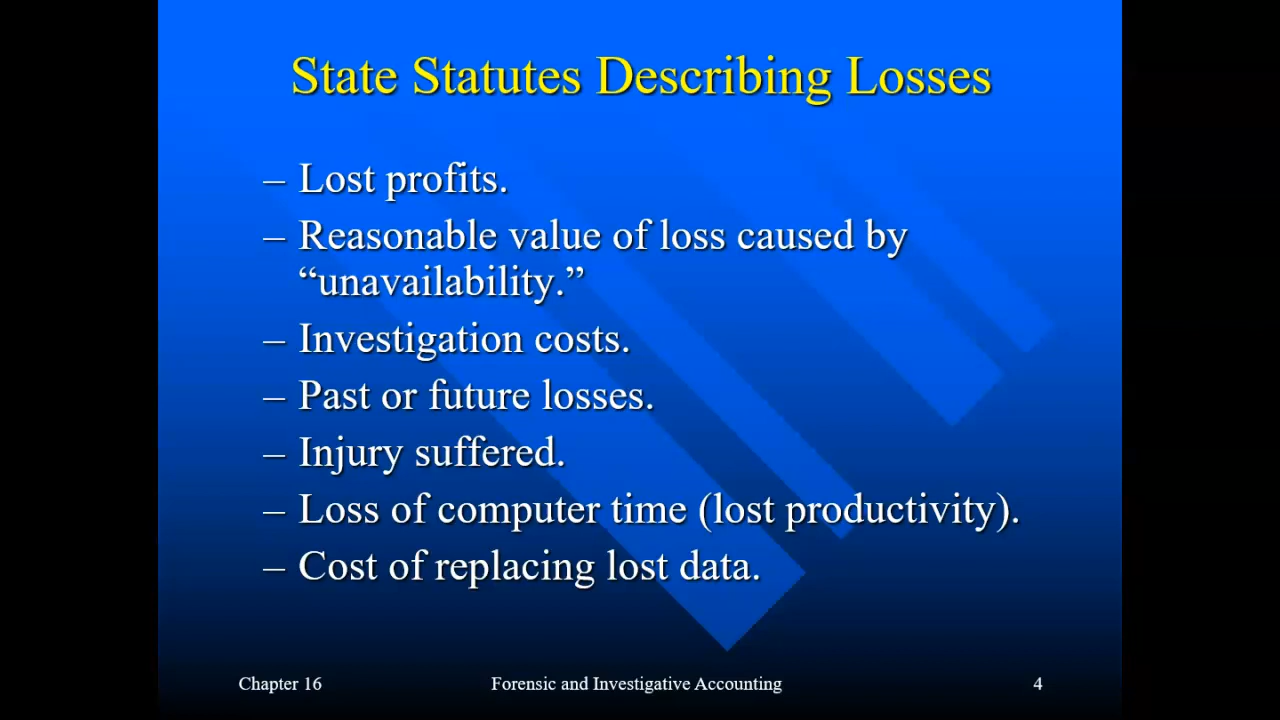 State Statutes Describing Losses
– Lost profits.
– Reasonable value of loss caused by
“unavailability.”
– Investigation costs.
– Past or future losses.
– Injury suffered.
– Loss of computer time (lost productivity).
– Cost of replacing lost data.
Chapter 16 Forensic and Investigative Accounting 4